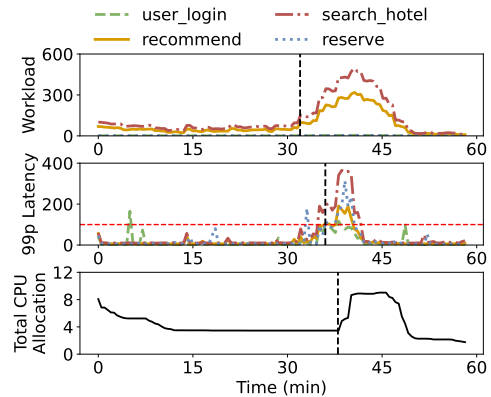 user_login search_hotel
recommend reserve
Workload
600
300
0
0 15 30 45 60
99p Latency
400
200
0
0 15 30 45 60
Total CPU
Allocation
12
8
4
0
0 15 30 45 60
Time (min)